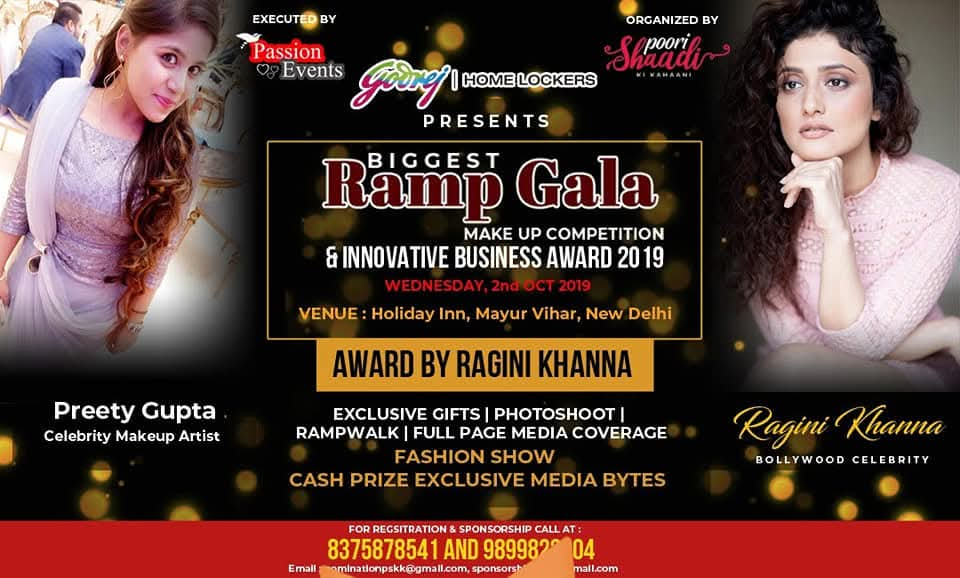 EXECUTED BY
Passion
Events
ORGANIZED BY
poori
Shaadi
KI KAHAANI
Godrej | HOME LOCKERS
PRESENTS
BIGGEST
Ramp Gala
MAKE UP COMPETITION
& INNOVATIVE BUSINESS AWARD 2019
WEDNESDAY, 2nd OCT 2019
VENUE : Holiday Inn, Mayur Vihar, New Delhi
AWARD BY RAGINI KHANNA
Preety Gupta
Celebrity Makeup Artist
EXCLUSIVE GIFTS | PHOTOSHOOT |
RAMPWALK | FULL PAGE MEDIA COVERAGE
FASHION SHOW
CASH PRIZE EXCLUSIVE MEDIA BYTES
Ragini Khanna
BOLLYWOOD CELEBRITY
FOR REGSITRATION & SPONSORSHIP CALL AT :
8375878541 AND
Email :